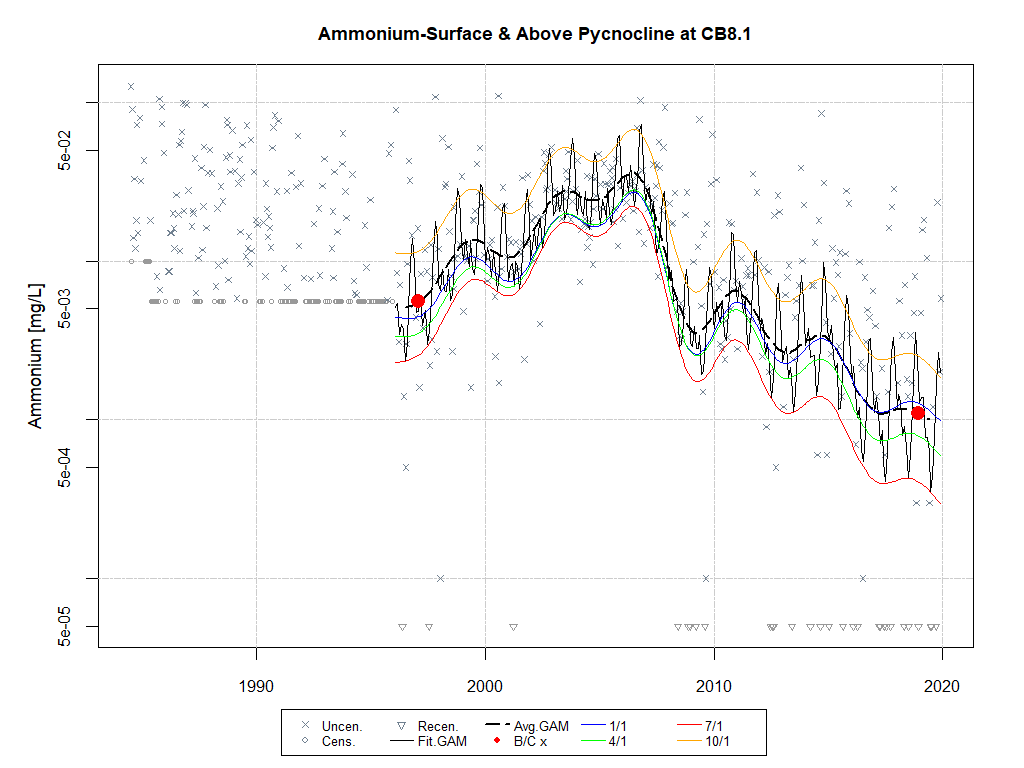 Ammonium-Surface & Above Pycnocline at CB8.1
Ammonium [mg/L]
5e-02
5e-03
5e-04
5e-05
1990 2000 2010 2020
Uncen. Recen. Avg.GAM 1/1 7/1
Cens. Fit.GAM B/C x 4/1 10/1